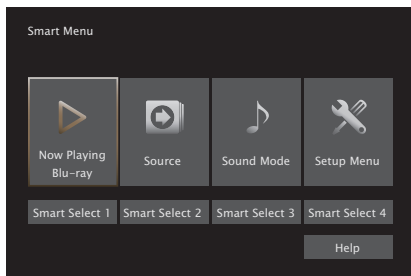 Smart Menu
Now Playing
Blu-ray
Source
Sound Mode
Setup Menu
Smart Select 1
Smart Select 2
Smart Select 3
Smart Select 4
Help